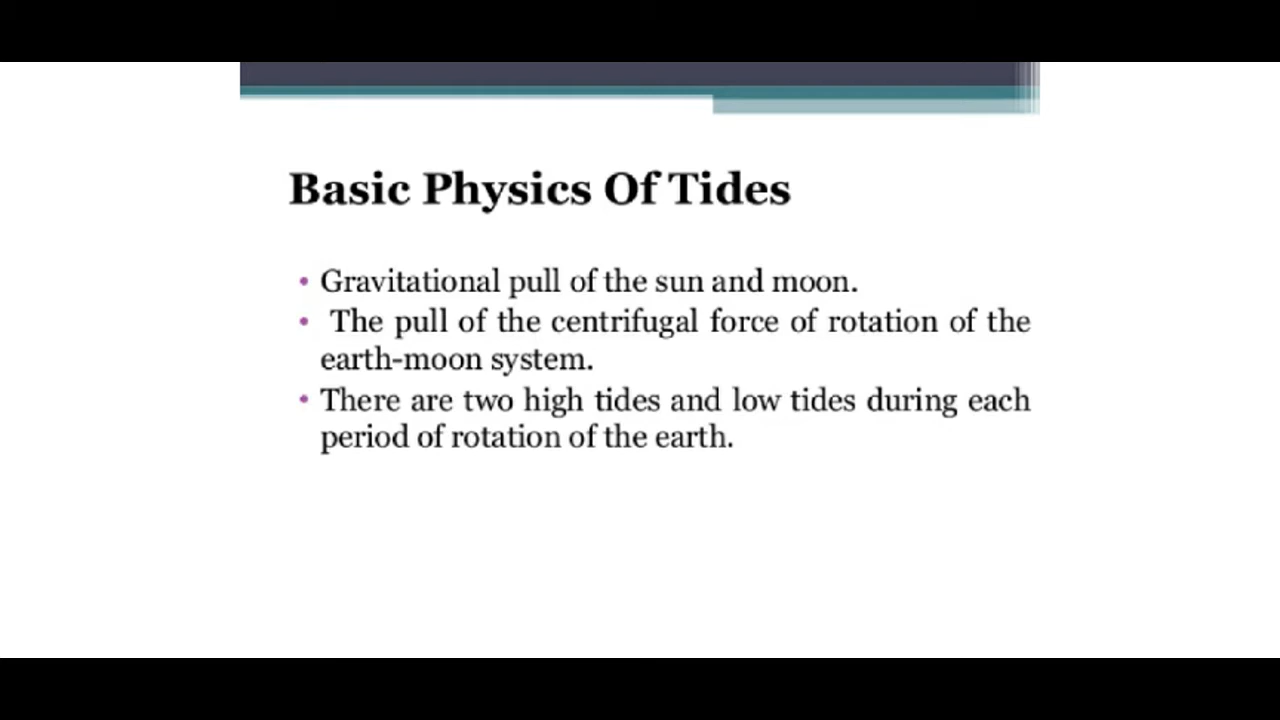 Basic Physics Of Tides
• Gravitational pull of the sun and moon.
• The pull of the centrifugal force of rotation of the
earth-moon system.
• There are two high tides and low tides during each
period of rotation of the earth.